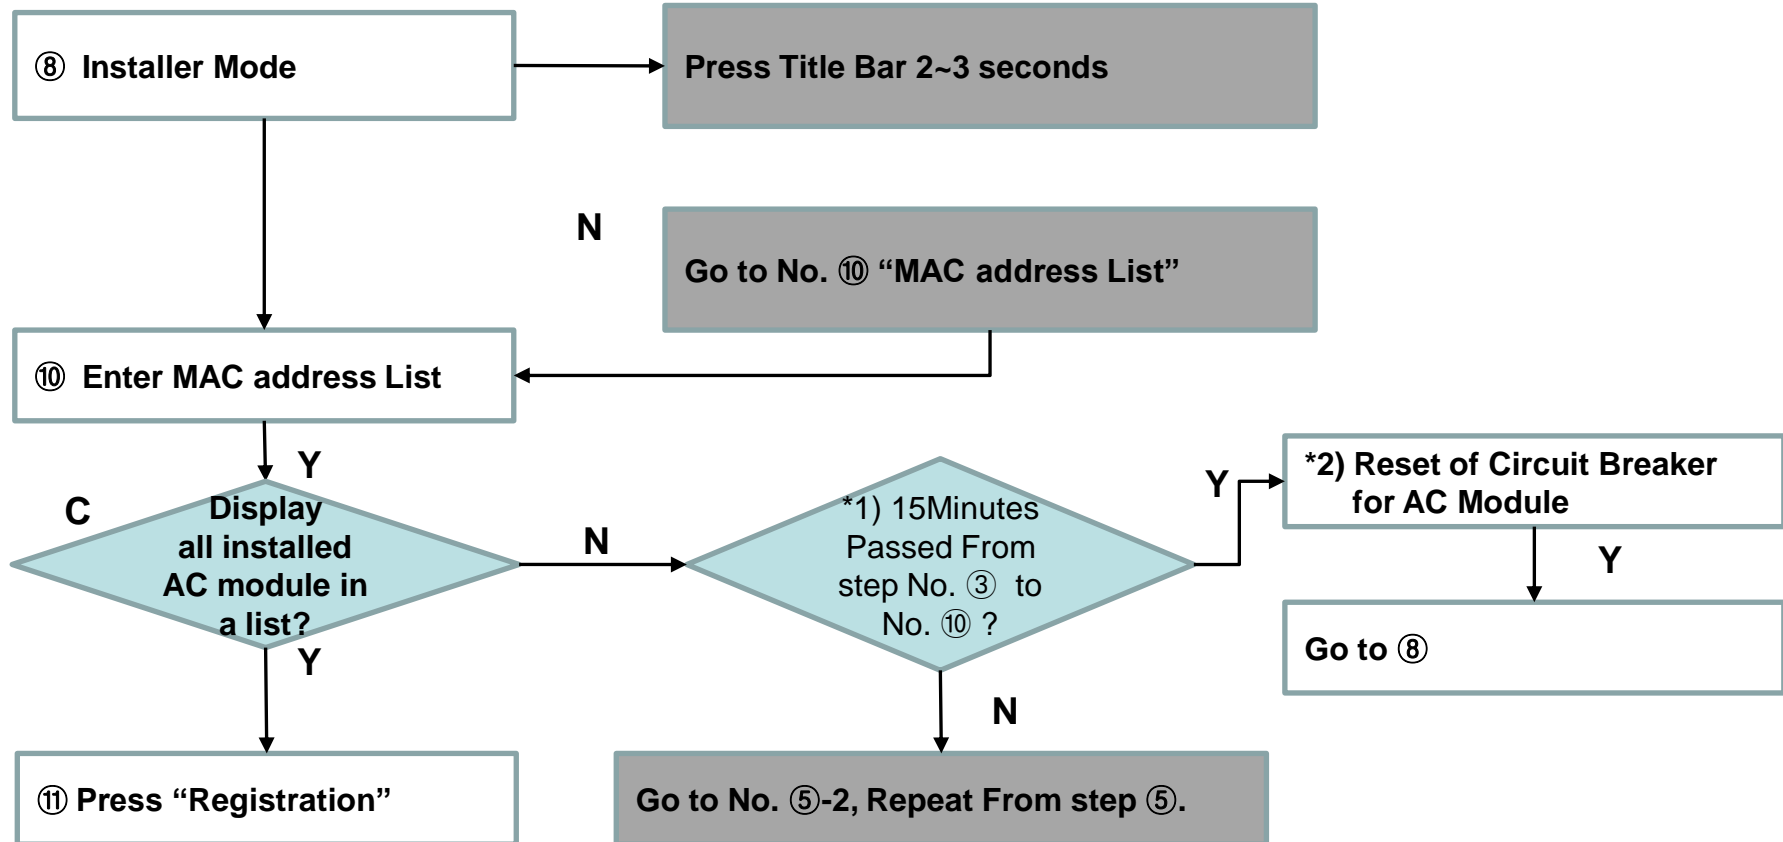 ⑧ Installer Mode
Press Title Bar 2~3 seconds
N
Go to No. ⑩ “MAC address List”
⑩ Enter MAC address List
Y
C
Display
all installed
AC module in
a list?
N
*1) 15Minutes
Passed From
step No. ③ to
No. ⑩ ?
Y
*2) Reset of Circuit Breaker
for AC Module
Y
Go to ⑧
Y
N
⑪ Press “Registration”
Go to No. ⑤-2, Repeat From step ⑤.